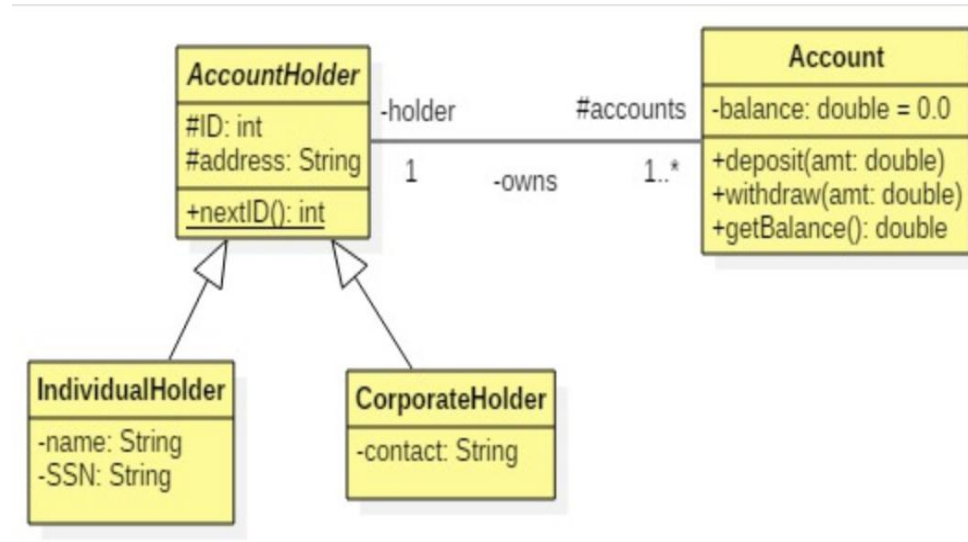 AccountHolder
#ID: int
#address: String
+nextID(): int
-holder
1
-owns
#accounts
1..*
Account
-balance: double = 0.0
+deposit(amt: double)
+withdraw(amt: double)
+getBalance(): double
IndividualHolder
-name: String
-SSN: String
CorporateHolder
-contact: String